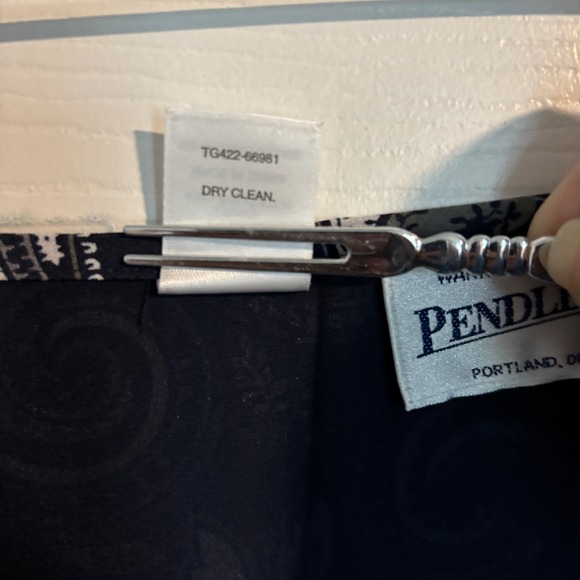 TG422-66981
DRY CLEAN.
PENDL
PORTLAND,